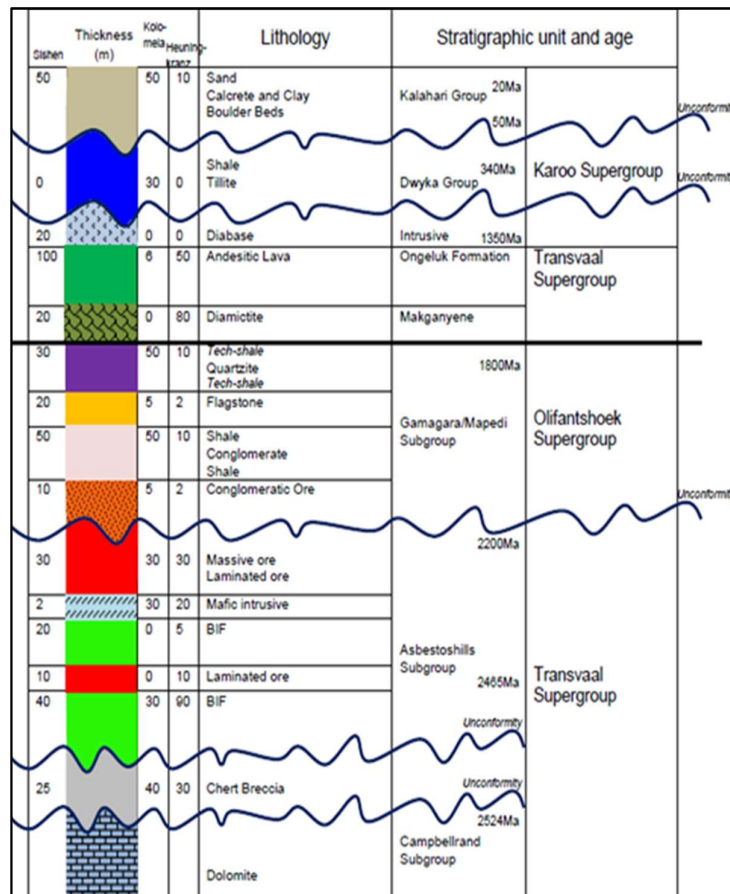 Sishen Thickness (m) Kolo-mela Heuning-kranz Lithology Stratigraphic unit and age
50 50 10 Sand
Calcrete and Clay
Boulder Beds
Kalahari Group 20Ma
50Ma
Unconformity
0 30 0 Shale
Tillite
Dwyka Group 340Ma
Karoo Supergroup
Unconformity
20 0 0 Diabase Intrusive 1350Ma
100 6 50 Andesitic Lava Ongeluk Formation
Transvaal
Supergroup
20 0 80 Diamictite Makganyene
30 50 10 Tech-shale
Quartzite
Tech-shale
1800Ma
20 5 2 Flagstone
Gamagara/Mapedi
Subgroup
Olifantshoek
Supergroup
50 50 10 Shale
Conglomerate
Shale
10 5 2 Conglomeratic Ore
Unconformity
2200Ma
30 30 30 Massive ore
Laminated ore
2 30 20 Mafic intrusive
20 0 5 BIF
Asbestoshills
Subgroup
2465Ma
Transvaal
Supergroup
10 0 10 Laminated ore
40 30 90 BIF
Unconformity
25 40 30 Chert Breccia
Unconformity
2524Ma
Campbellrand
Subgroup
Dolomite